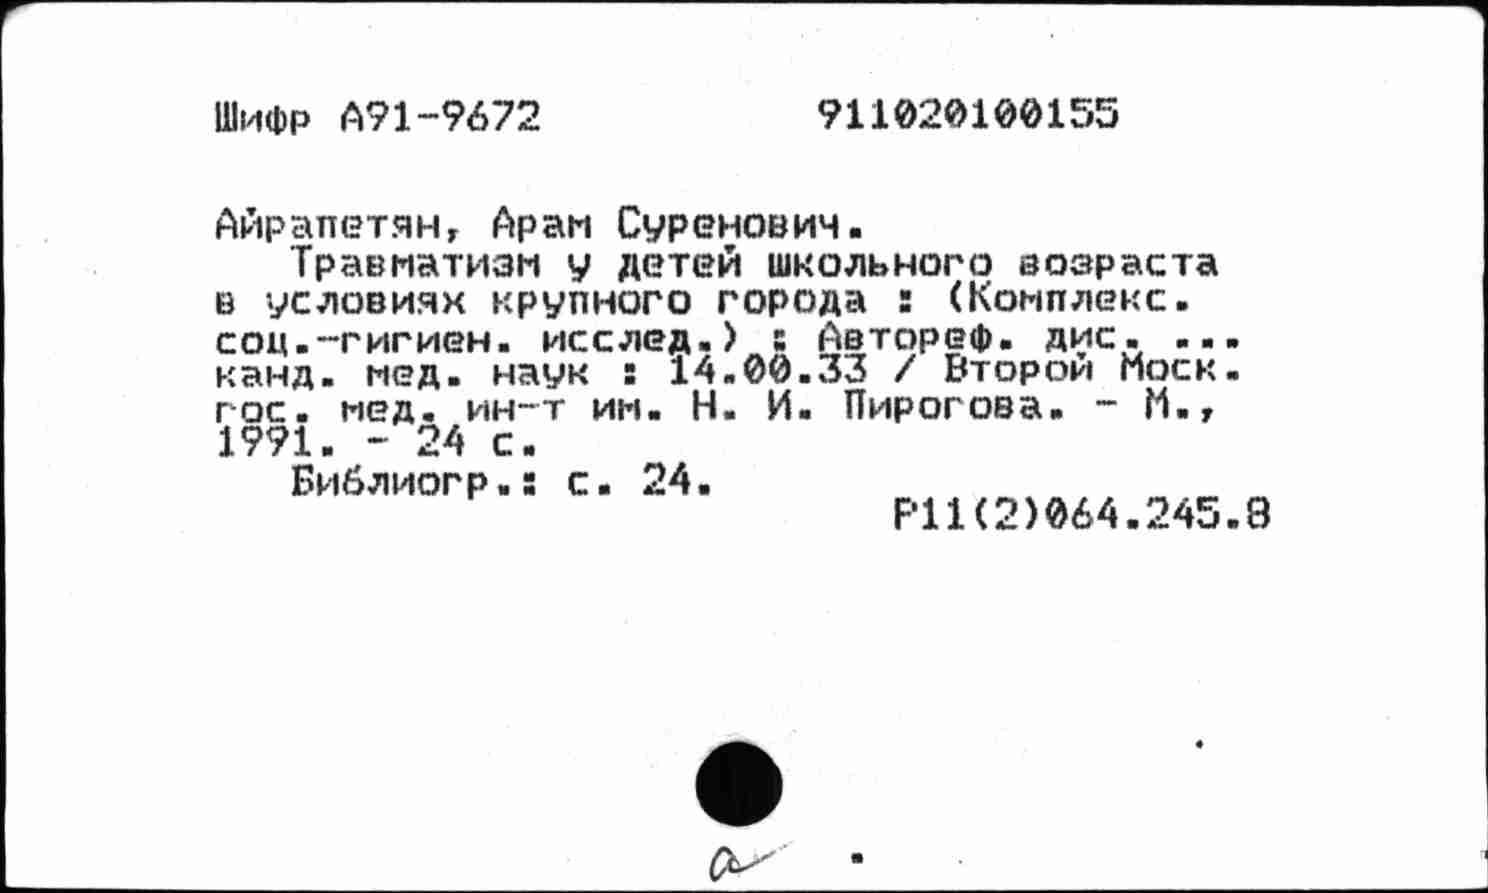 Шифр А91-9672 911020100155
Айрапетян, Арам Суренович.
Травматизм у детей школьного возраста
в условиях крупного города : (Комплекс.
соц.-гигиен. исслед.) : Автореф. дис. ...
канд. мед. наук : 14.00.33 / Второй Моск.
гос. мед. ин-т им. Н. И. Пирогова. - М.,
1991. - 24 с.
Библиогр.: с. 24.
Р11(2)064.245.8
а